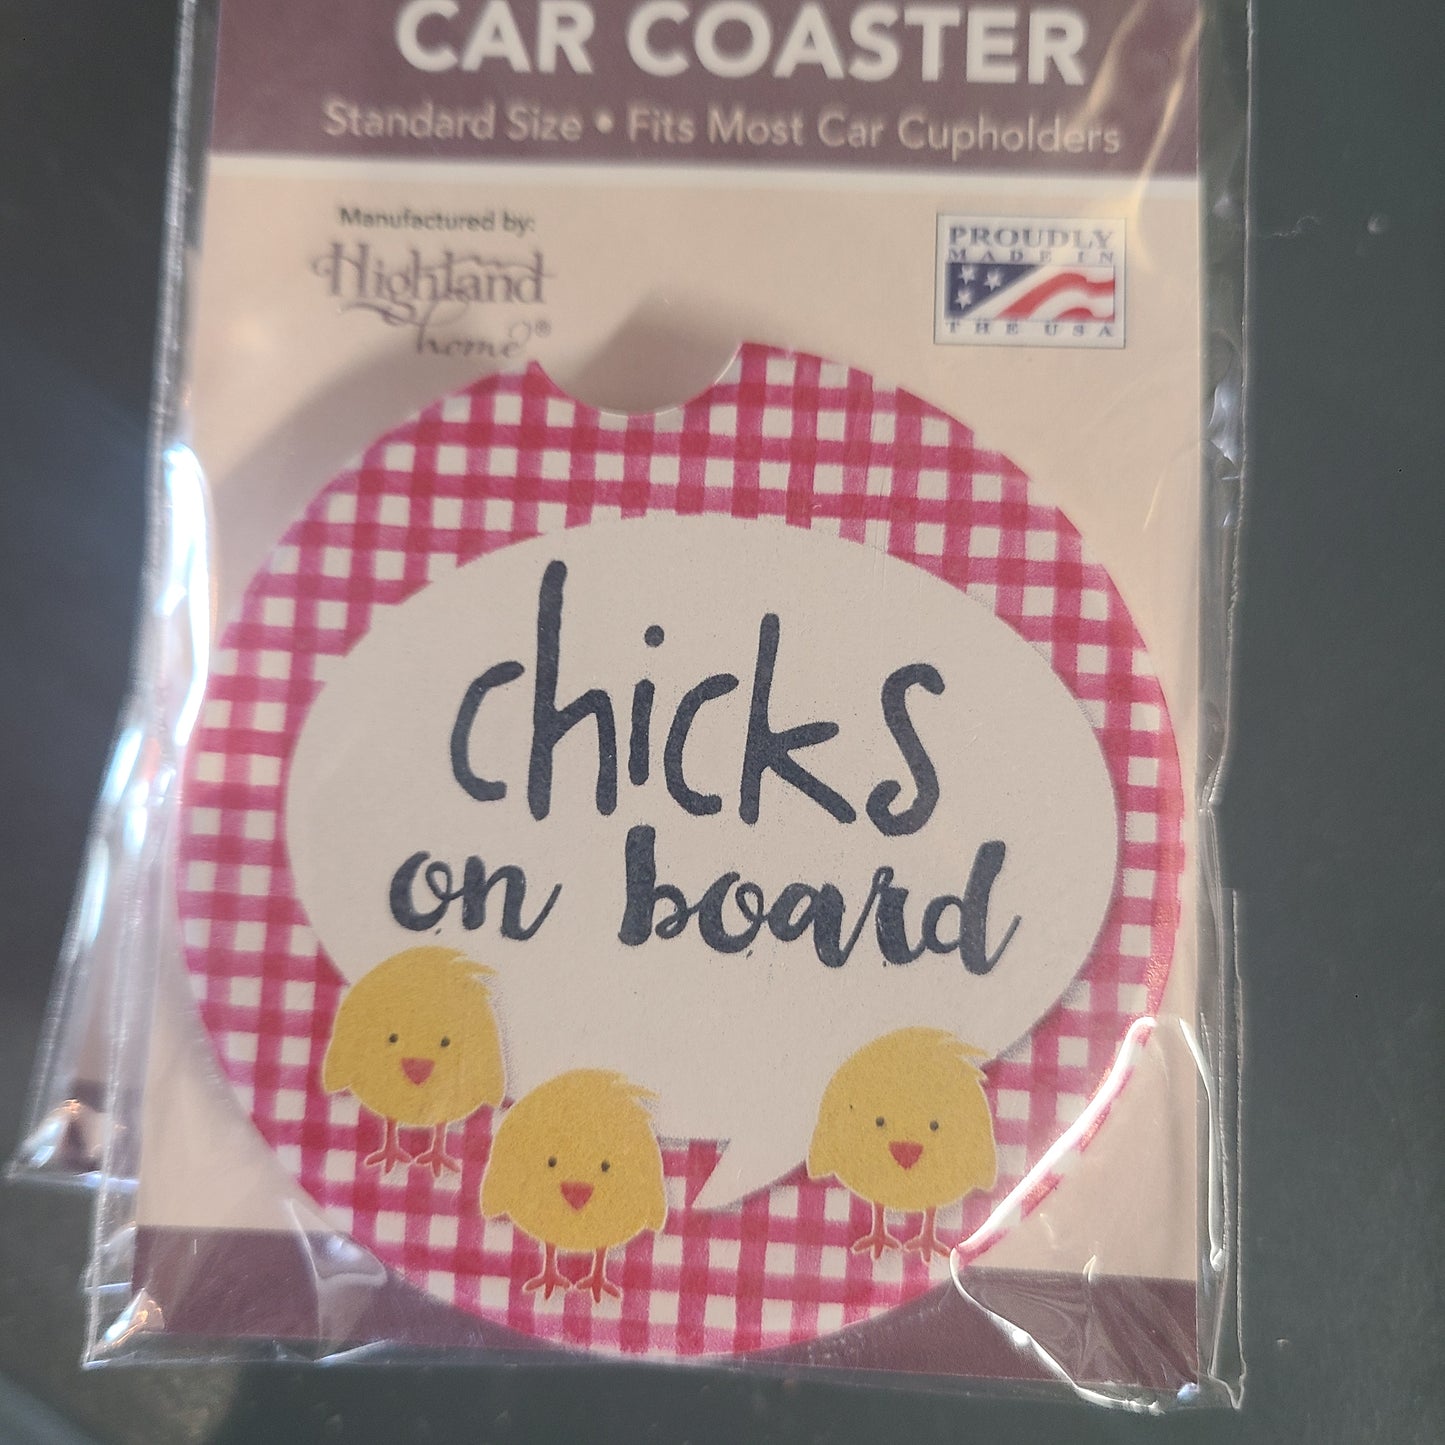 CAR COASTER
Standard Size • Fits Most Car Cupholders
Manufactured by:
Highland
home®
PROUDLY
MADE IN
THE USA
chicks
on board